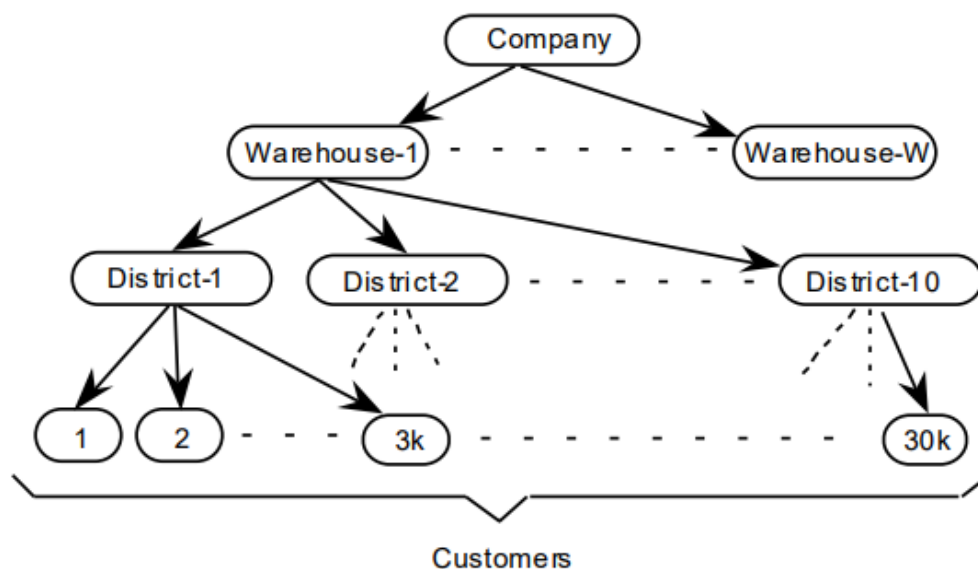 Company
Warehouse-1
Warehouse-W
District-1
District-2
District-10
1
2
3k
30k
Customers